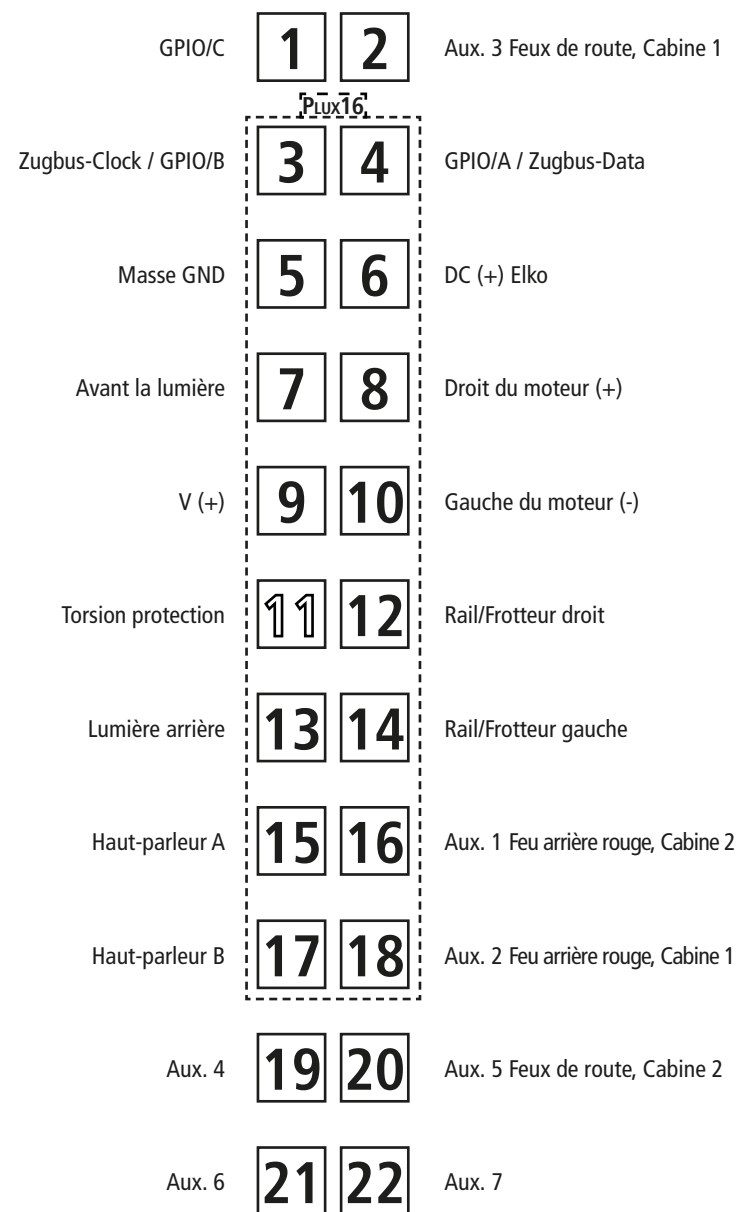 GPIO/C 1 2 Aux. 3 Feux de route, Cabine 1
PLUX16
Zugbus-Clock / GPIO/B 3 4 GPIO/A / Zugbus-Data
Masse GND 5 6 DC (+) Elko
Avant la lumière 7 8 Droit du moteur (+)
V (+) 9 10 Gauche du moteur (-)
Torsion protection 11 12 Rail/Frotteur droit
Lumière arrière 13 14 Rail/Frotteur gauche
Haut-parleur A 15 16 Aux. 1 Feu arrière rouge, Cabine 2
Haut-parleur B 17 18 Aux. 2 Feu arrière rouge, Cabine 1
Aux. 4 19 20 Aux. 5 Feux de route, Cabine 2
Aux. 6 21 22 Aux. 7